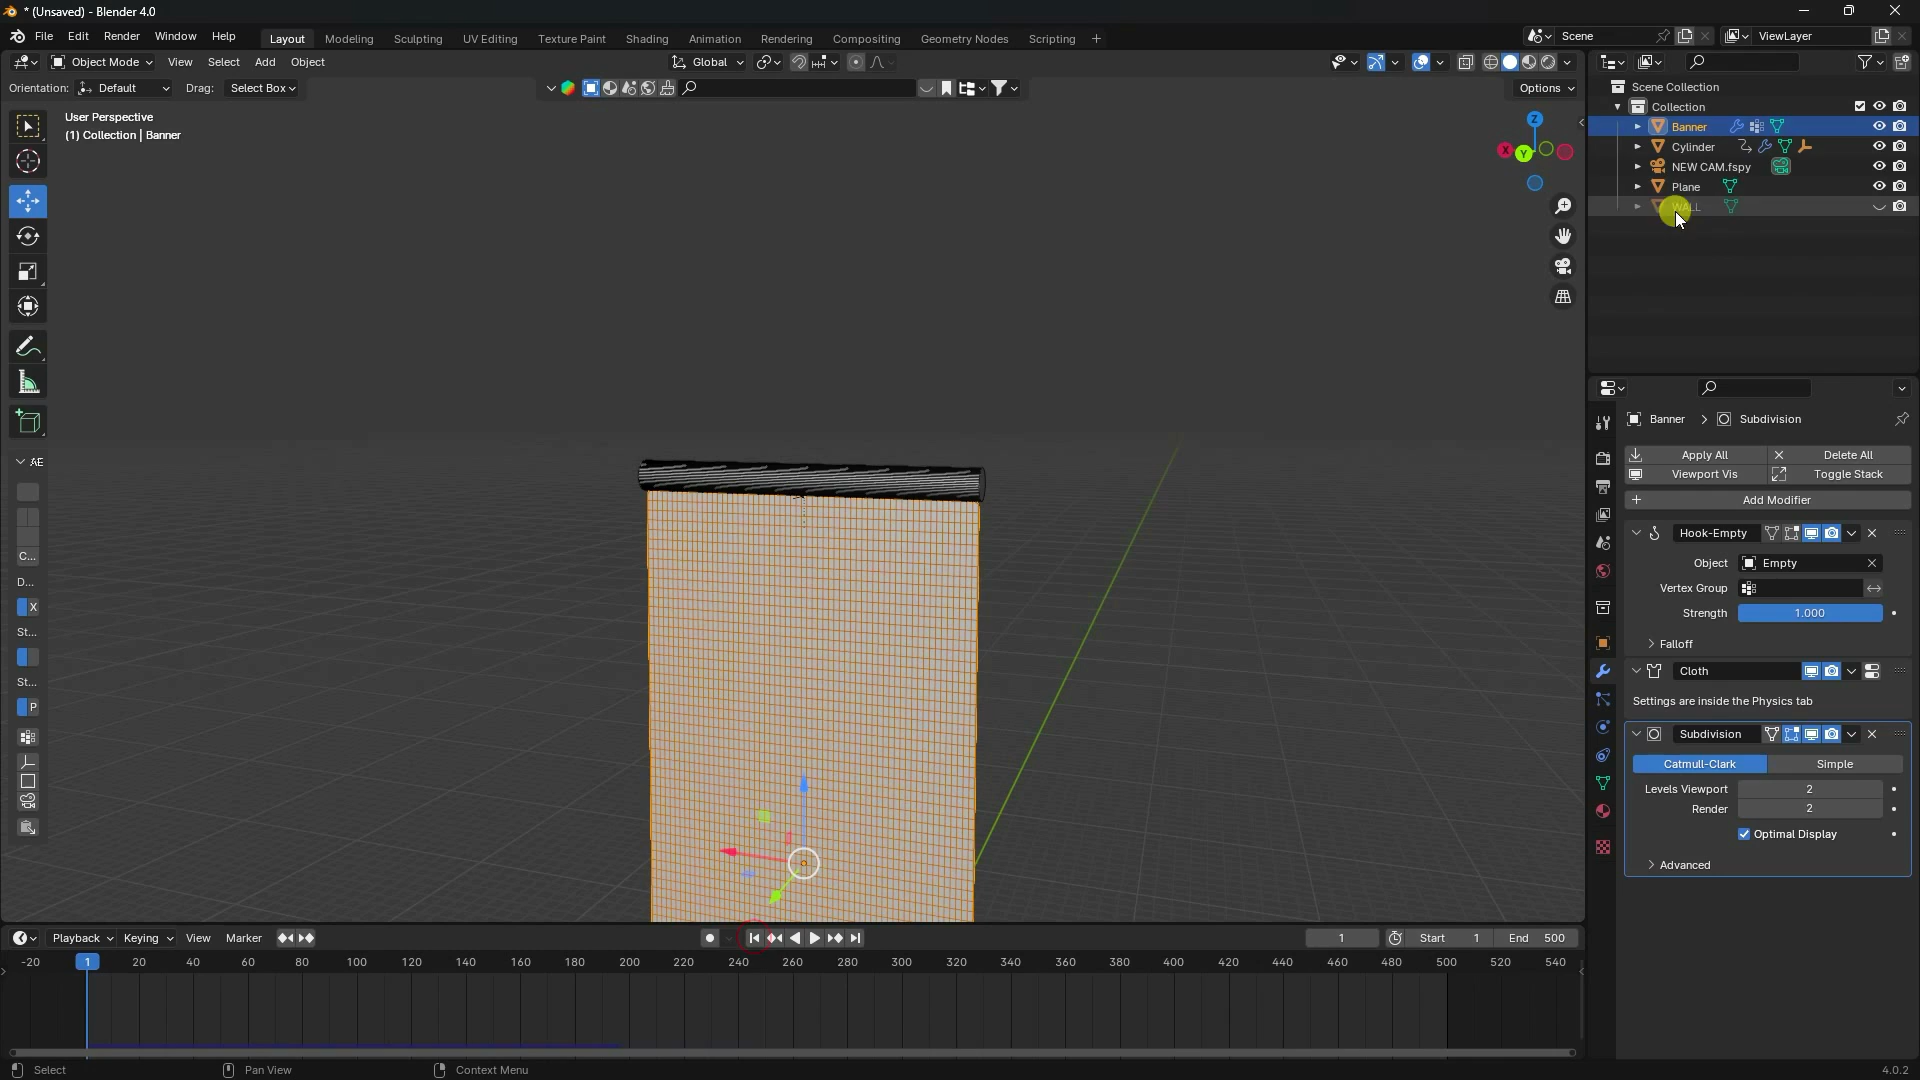 * (Unsaved) - Blender 4.0
File Edit Render Window Help
Layout Modeling Sculpting UV Editing Texture Paint Shading Animation Rendering Compositing Geometry Nodes Scripting +
Scene
ViewLayer
Object Mode View Select Add Object
Global
Orientation: Default Drag: Select Box
Options
User Perspective
(1) Collection | Banner
Z
X
Y
Scene Collection
Collection
Banner
Cylinder
NEW CAM.fspy
Plane
WALL
AE
C...
D...
X
St...
St...
P
Banner > Subdivision
Apply All Delete All
Viewport Vis Toggle Stack
Add Modifier
Hook-Empty
Object Empty
Vertex Group
Strength 1.000
Falloff
Cloth
Settings are inside the Physics tab
Subdivision
Catmull-Clark Simple
Levels Viewport 2
Render 2
Optimal Display
Advanced
Playback Keying View Marker
1 Start 1 End 500
-20 1 20 40 60 80 100 120 140 160 180 200 220 240 260 280 300 320 340 360 380 400 420 440 460 480 500 520 540
Select Pan View Context Menu
4.0.2